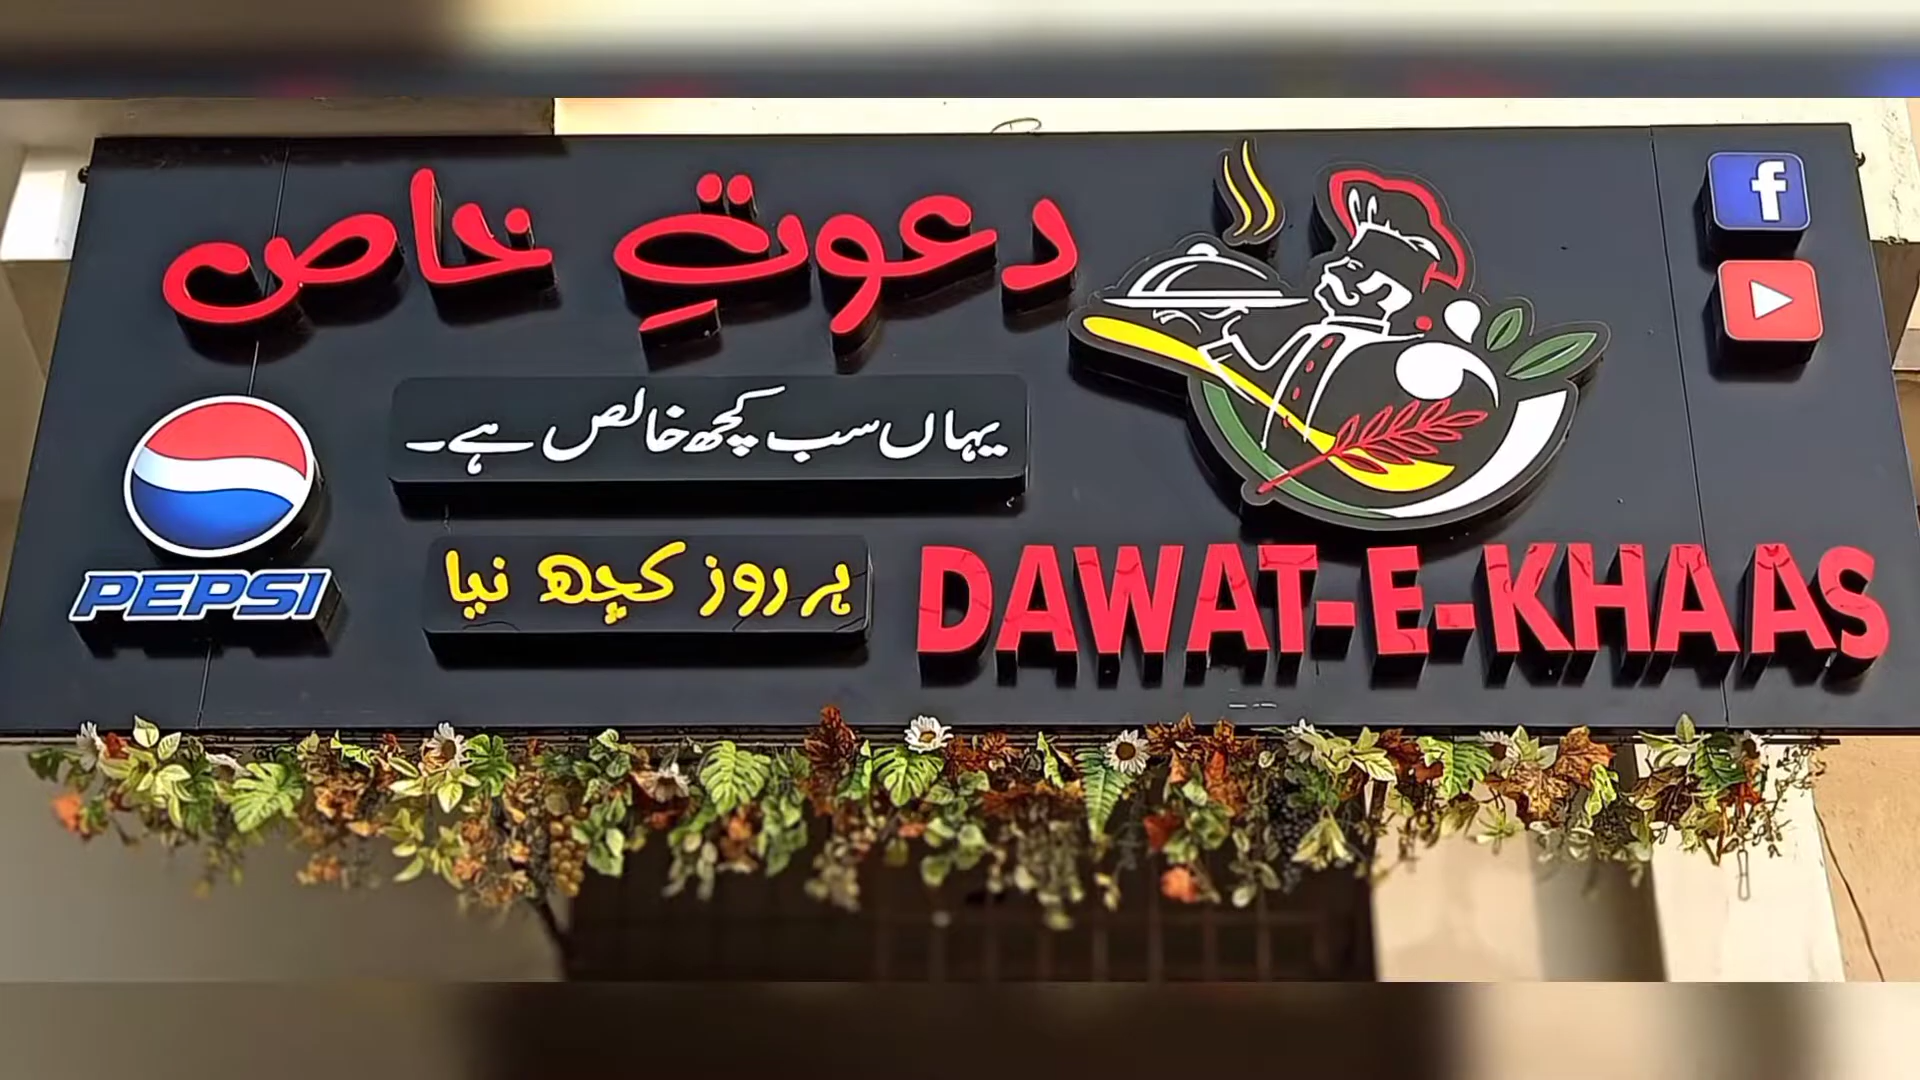 دعوتِ خاص
یہاں سب کچھ خالص ہے۔
ہر روز کچھ نیا
PEPSI
DAWAT-E-KHAAS
f